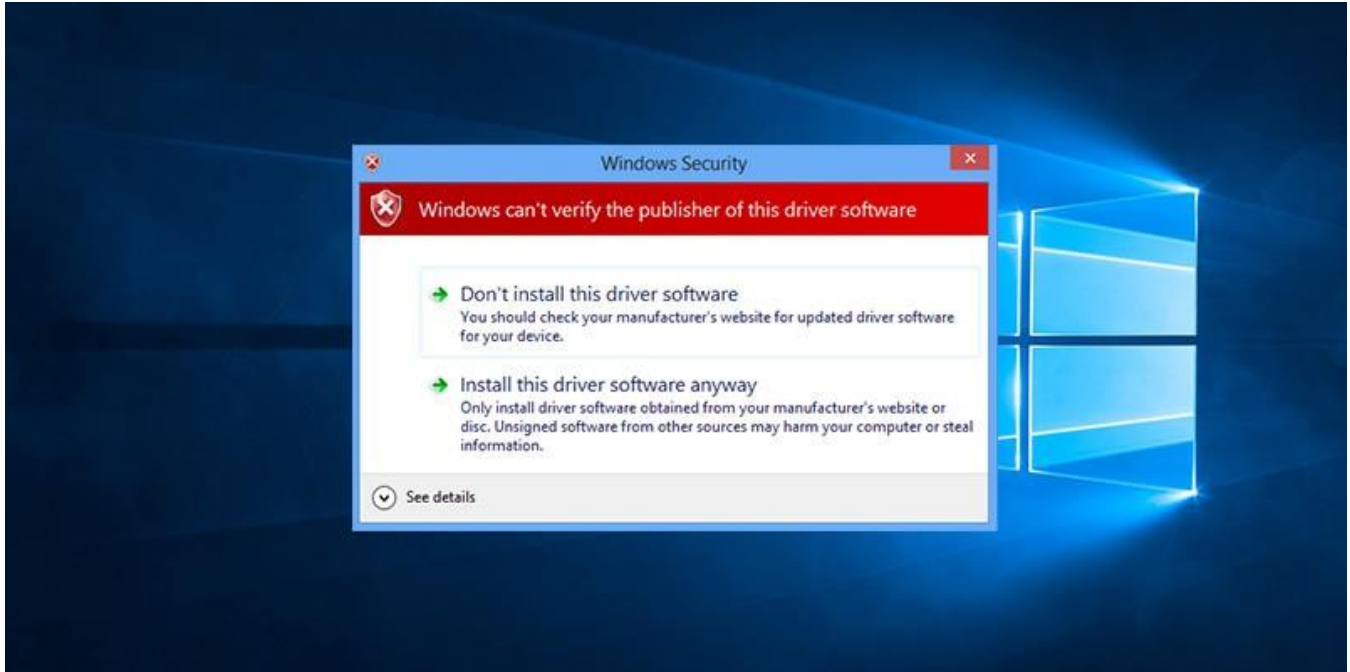 Windows Security
Windows can't verify the publisher of this driver software
Don't install this driver software
You should check your manufacturer's website for updated driver software
for your device.
Install this driver software anyway
Only install driver software obtained from your manufacturer's website or
disc. Unsigned software from other sources may harm your computer or steal
information.
See details